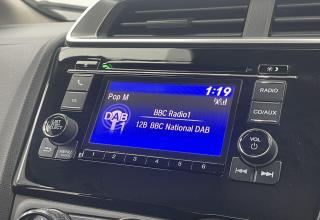 1:19
Pop M
DAB
BBC Radio1
12B BBC National DAB
RADIO
CD/AUX
VOL
1 2 3 4 5 6